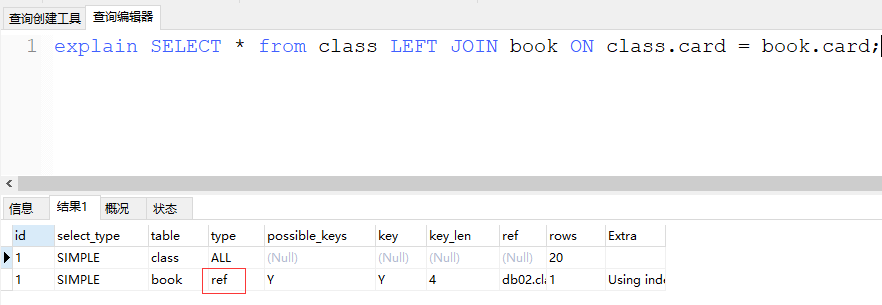 查询创建工具 查询编辑器
1 explain SELECT * from class LEFT JOIN book ON class.card = book.card;
信息 结果1 概况 状态
id select_type table type possible_keys key key_len ref rows Extra
1 SIMPLE class ALL (Null) (Null) (Null) (Null) 20
1 SIMPLE book ref Y Y 4 db02.cl 1 Using inde